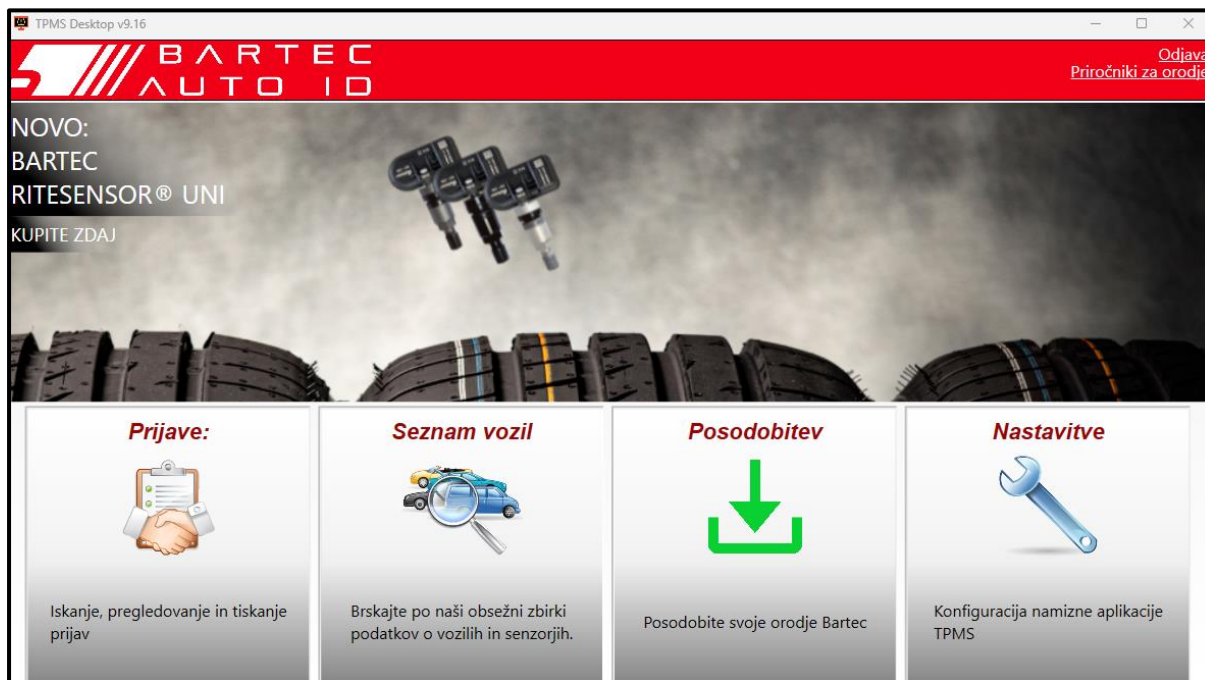 TPMS Desktop v9.16
BARTEC
AUTO ID
Odjava
Priročniki za orodje
NOVO:
BARTEC
RITESENSOR® UNI
KUPITE ZDAJ
Prijave:
Iskanje, pregledovanje in tiskanje
prijav
Seznam vozil
Brskajte po naši obsežni zbirki
podatkov o vozilih in senzorjih.
Posodobitev
Posodobite svoje orodje Bartec
Nastavitve
Konfiguracija namizne aplikacije
TPMS